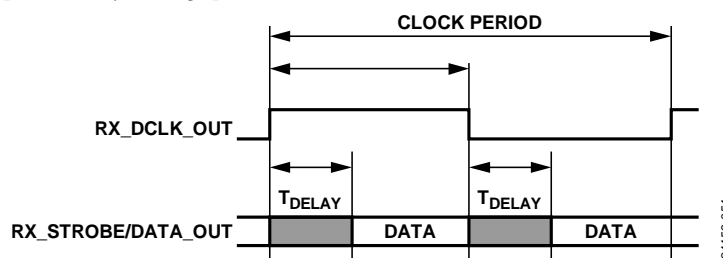 CLOCK PERIOD
RX_DCLK_OUT
TDELAY TDELAY
RX_STROBE/DATA_OUT DATA DATA